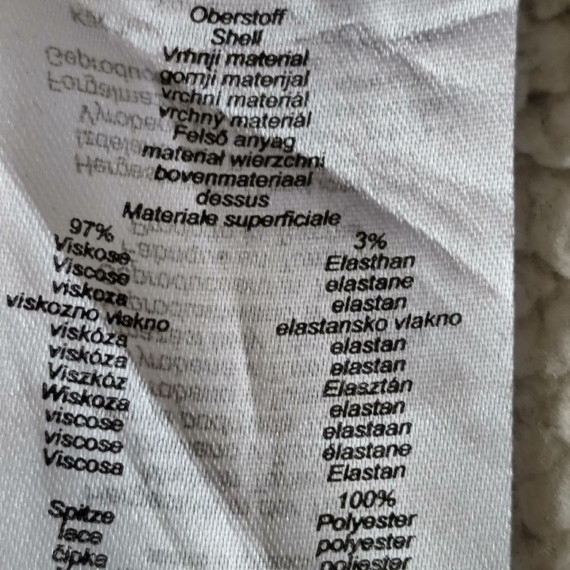 Oberstoff
Shell
Vrhnji material
gornji materijal
vrchní materiál
vrchný materiál
Felső anyag
materiał wierzchni
bovenmateriaal
dessus
Materiale superficiale
97% 3%
Viskose Elasthan
Viscose elastane
viskoza elastan
viskozno vlakno elastansko vlakno
viskóza elastan
viskóza elastan
Viszkóz Elasztán
Wiskoza elastan
viscose elastaan
viscose élastane
Viscosa Elastan
100%
Spitze Polyester
lace polyester
čipka poliester